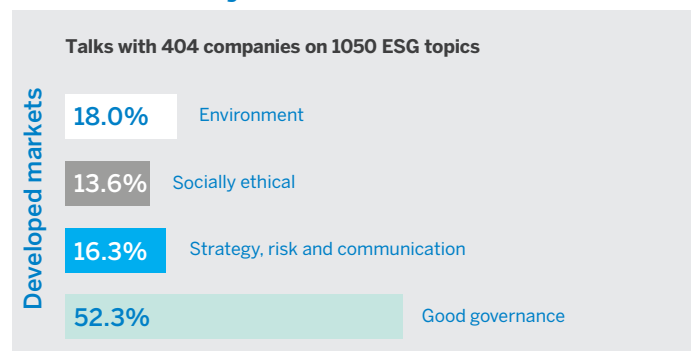 Talks with 404 companies on 1050 ESG topics
Developed markets
18.0% Environment
13.6% Socially ethical
16.3% Strategy, risk and communication
52.3% Good governance